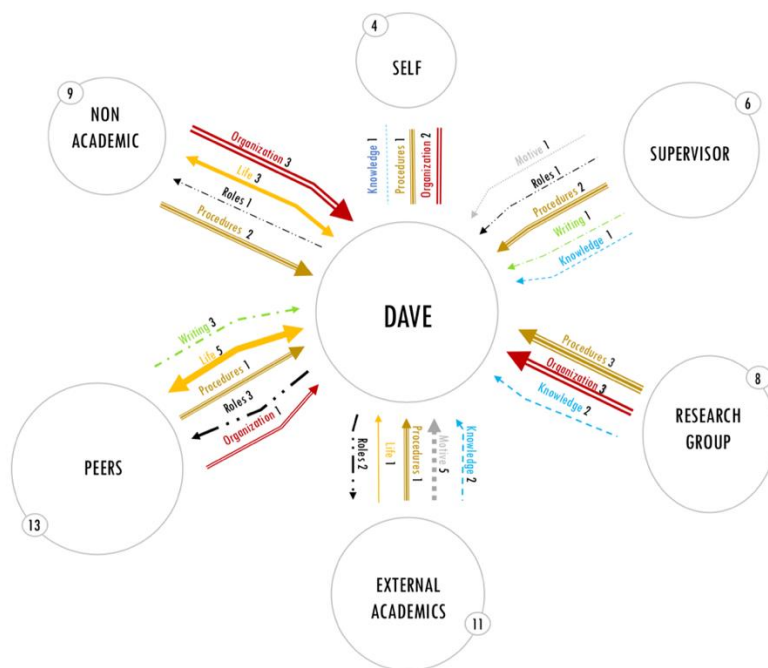 4
SELF
9
NON
ACADEMIC
6
SUPERVISOR
Organization 3
Life 3
Roles 1
Procedures 2
Knowledge 1
Procedures 1
Organization 2
Motive 1
Roles 1
Procedures 2
Writing 1
Knowledge 1
DAVE
Writing 3
Life 5
Procedures 1
Roles 3
Organization 1
Procedures 3
Organization 3
Knowledge 2
8
RESEARCH
GROUP
PEERS
13
Roles 2
Life 1
Procedures 1
Motive 5
Knowledge 2
EXTERNAL
ACADEMICS
11